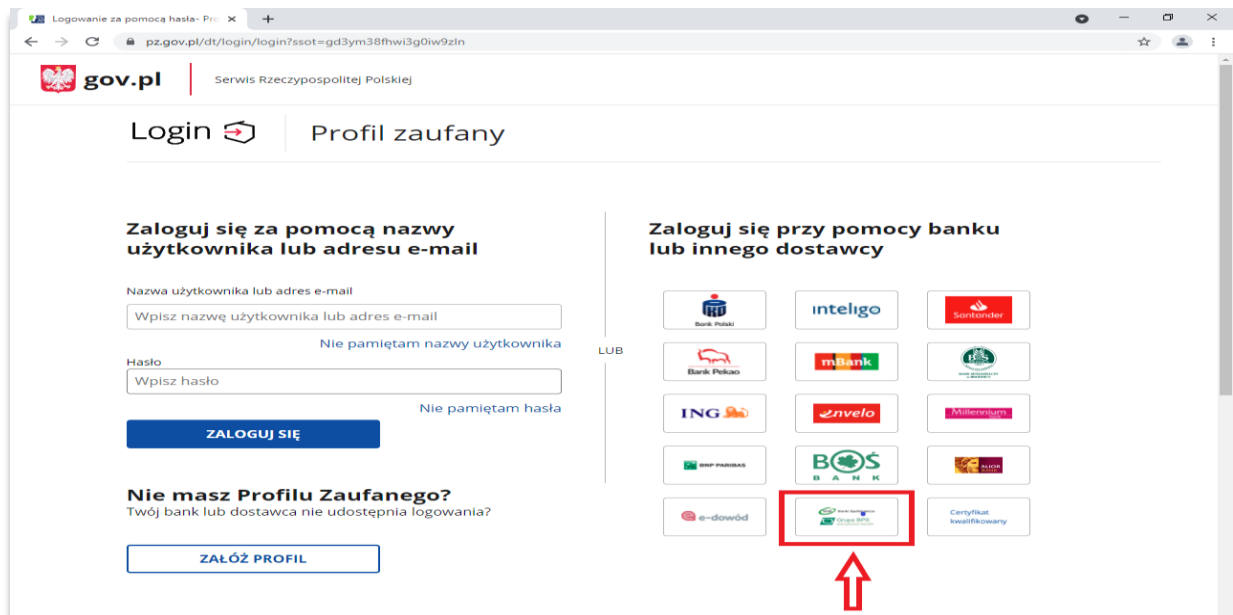 Logowanie za pomocą hasła- Pro
pz.gov.pl/dt/login/login?ssot=gd3ym38fhwi3g0iw9zln
gov.pl
Serwis Rzeczypospolitej Polskiej
Login
Profil zaufany
Zaloguj się za pomocą nazwy
użytkownika lub adresu e-mail
Nazwa użytkownika lub adres e-mail
Wpisz nazwę użytkownika lub adres e-mail
Nie pamiętam nazwy użytkownika
Hasło
Wpisz hasło
Nie pamiętam hasła
ZALOGUJ SIĘ
Nie masz Profilu Zaufanego?
Twój bank lub dostawca nie udostępnia logowania?
ZAŁÓŻ PROFIL
LUB
Zaloguj się przy pomocy banku
lub innego dostawcy
Bank Polski
inteligo
Santander
Bank Pekao
mBank
ING
envelo
Millennium
BNP PARIBAS
BOŚ
BANK
ALIOR
e-dowód
Grupa BPS
Certyfikat
kwalifikowany